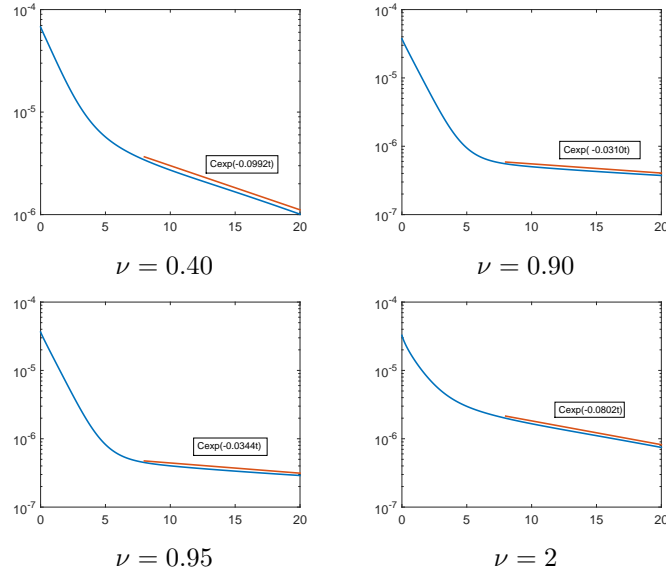 10^-4
10^-5
10^-6
0 5 10 15 20
Cexp(-0.0992t)
ν = 0.40
10^-4
10^-5
10^-6
10^-7
0 5 10 15 20
Cexp( -0.0310t)
ν = 0.90
10^-4
10^-5
10^-6
10^-7
0 5 10 15 20
Cexp(-0.0344t)
ν = 0.95
10^-4
10^-5
10^-6
10^-7
0 5 10 15 20
Cexp(-0.0802t)
ν = 2